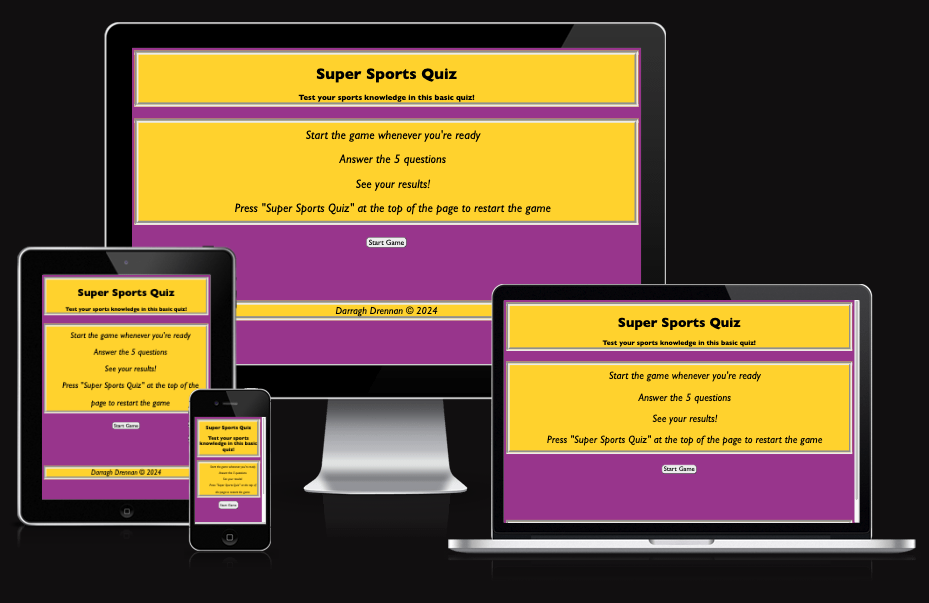 Super Sports Quiz
Test your sports knowledge in this basic quiz!
Start the game whenever you're ready
Answer the 5 questions
See your results!
Press "Super Sports Quiz" at the top of the page to restart the game
Start Game
Darragh Drennan © 2024
Super Sports Quiz
Test your sports knowledge in this basic quiz!
Start the game whenever you're ready
Answer the 5 questions
See your results!
Press "Super Sports Quiz" at the top of the
page to restart the game
Start Game
Darragh Drennan © 2024
Super Sports Quiz
Test your sports
knowledge in this basic
quiz!
Start the game whenever you're ready
Answer the 5 questions
See your results!
Press "Super Sports Quiz" at the top of
the page to restart the game
Start Game
Super Sports Quiz
Test your sports knowledge in this basic quiz!
Start the game whenever you're ready
Answer the 5 questions
See your results!
Press "Super Sports Quiz" at the top of the page to restart the game
Start Game